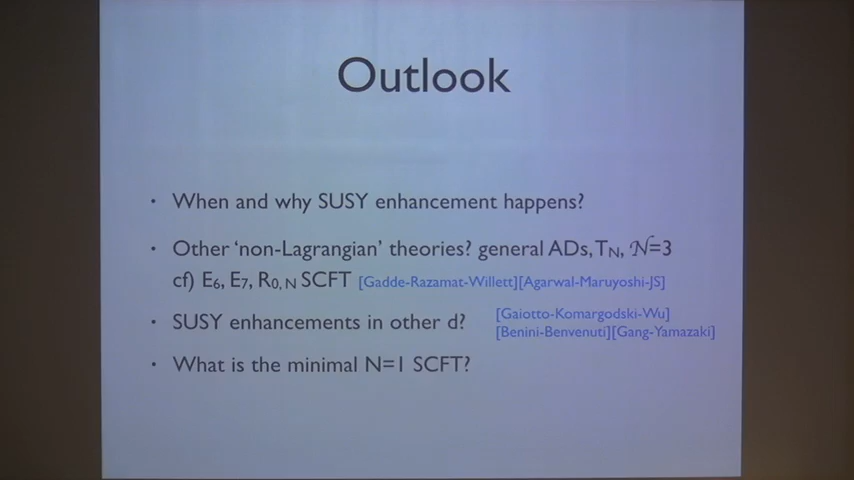 Outlook
• When and why SUSY enhancement happens?
• Other 'non-Lagrangian' theories? general ADs, TN, 𝒩=3
cf) E6, E7, R0, N SCFT [Gadde-Razamat-Willett][Agarwal-Maruyoshi-JS]
• SUSY enhancements in other d? [Gaiotto-Komargodski-Wu]
[Benini-Benvenuti][Gang-Yamazaki]
• What is the minimal N=1 SCFT?